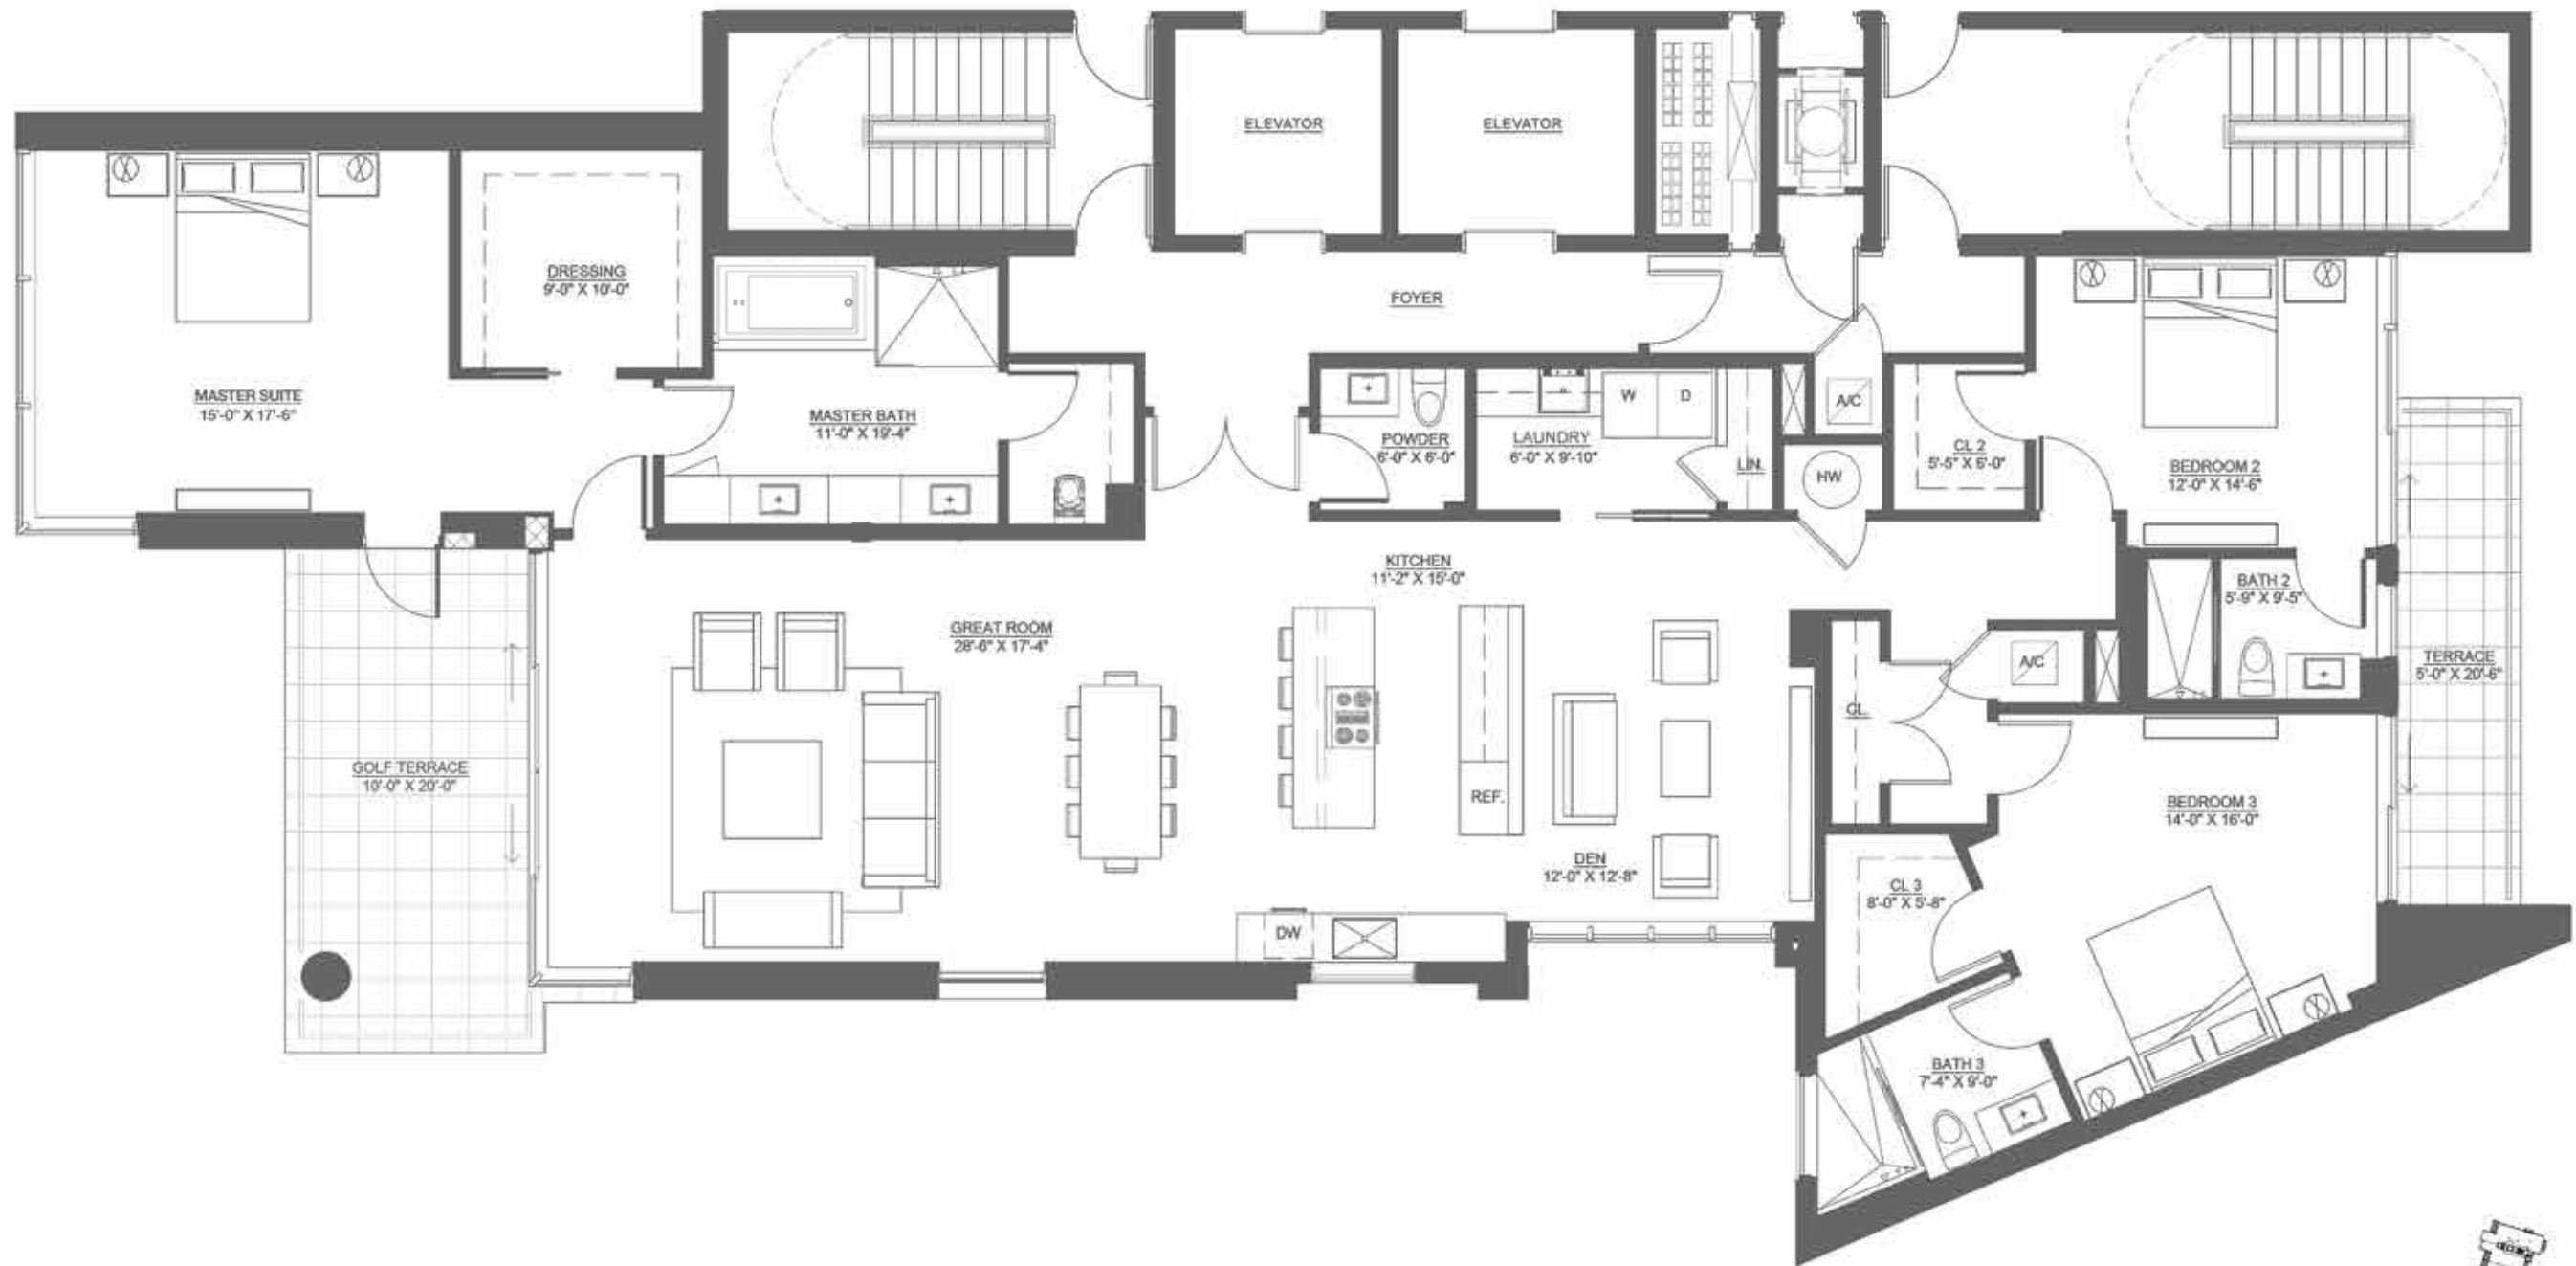 ELEVATOR
ELEVATOR
DRESSING
9'-0" X 10'-0"
FOYER
MASTER SUITE
15'-0" X 17'-6"
MASTER BATH
11'-0" X 19'-4"
POWDER
6'-0" X 6'-0"
LAUNDRY
6'-0" X 9'-10"
W
D
LIN.
A/C
HW
CL 2
5'-5" X 6'-0"
BEDROOM 2
12'-0" X 14'-6"
KITCHEN
11'-2" X 15'-0"
BATH 2
5'-9" X 9'-5"
GREAT ROOM
28'-6" X 17'-4"
A/C
TERRACE
5'-0" X 20'-6"
CL.
GOLF TERRACE
10'-0" X 20'-0"
REF.
BEDROOM 3
14'-0" X 16'-0"
DEN
12'-0" X 12'-8"
CL 3
8'-0" X 5'-8"
DW
BATH 3
7'-4" X 9'-0"